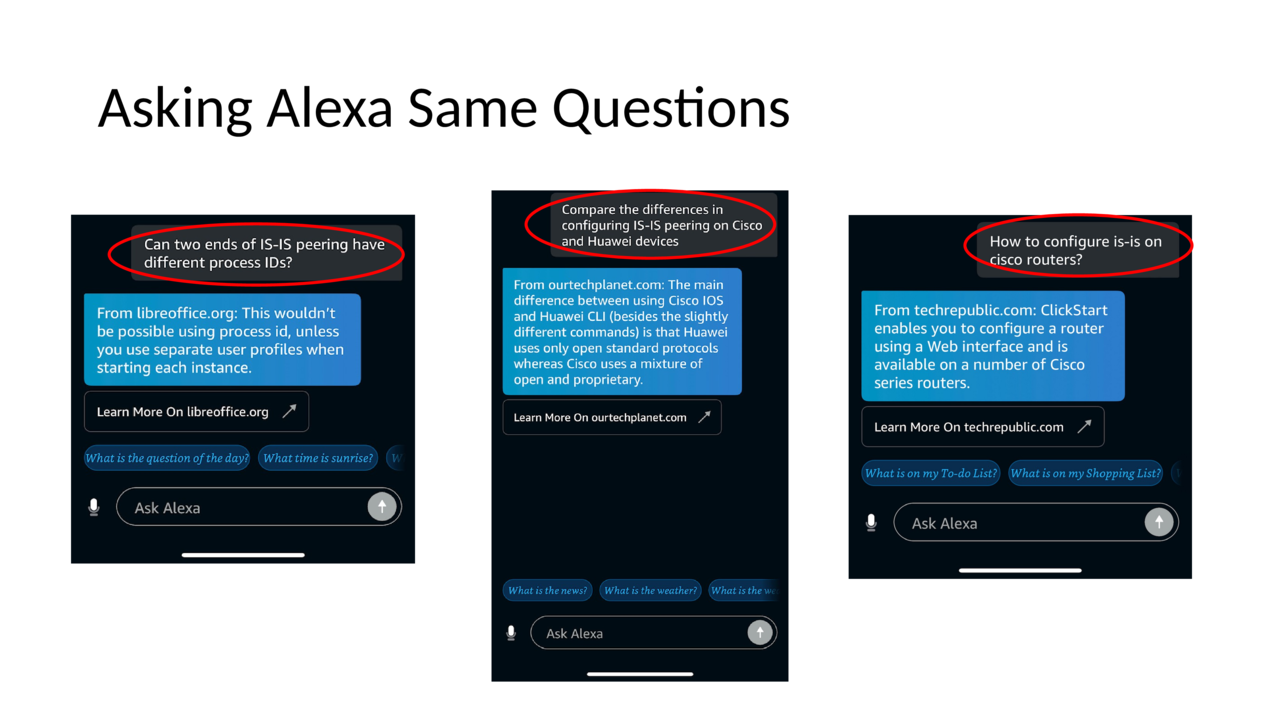 Asking Alexa Same Questions
Can two ends of IS-IS peering have
different process IDs?
From libreoffice.org: This wouldn't
be possible using process id, unless
you use separate user profiles when
starting each instance.
Learn More On libreoffice.org
What is the question of the day?
What time is sunrise?
W
Ask Alexa
Compare the differences in
configuring IS-IS peering on Cisco
and Huawei devices
From ourtechplanet.com: The main
difference between using Cisco IOS
and Huawei CLI (besides the slightly
different commands) is that Huawei
uses only open standard protocols
whereas Cisco uses a mixture of
open and proprietary.
Learn More On ourtechplanet.com
What is the news?
What is the weather?
What is the we
Ask Alexa
How to configure is-is on
cisco routers?
From techrepublic.com: ClickStart
enables you to configure a router
using a Web interface and is
available on a number of Cisco
series routers.
Learn More On techrepublic.com
What is on my To-do List?
What is on my Shopping List?
Ask Alexa